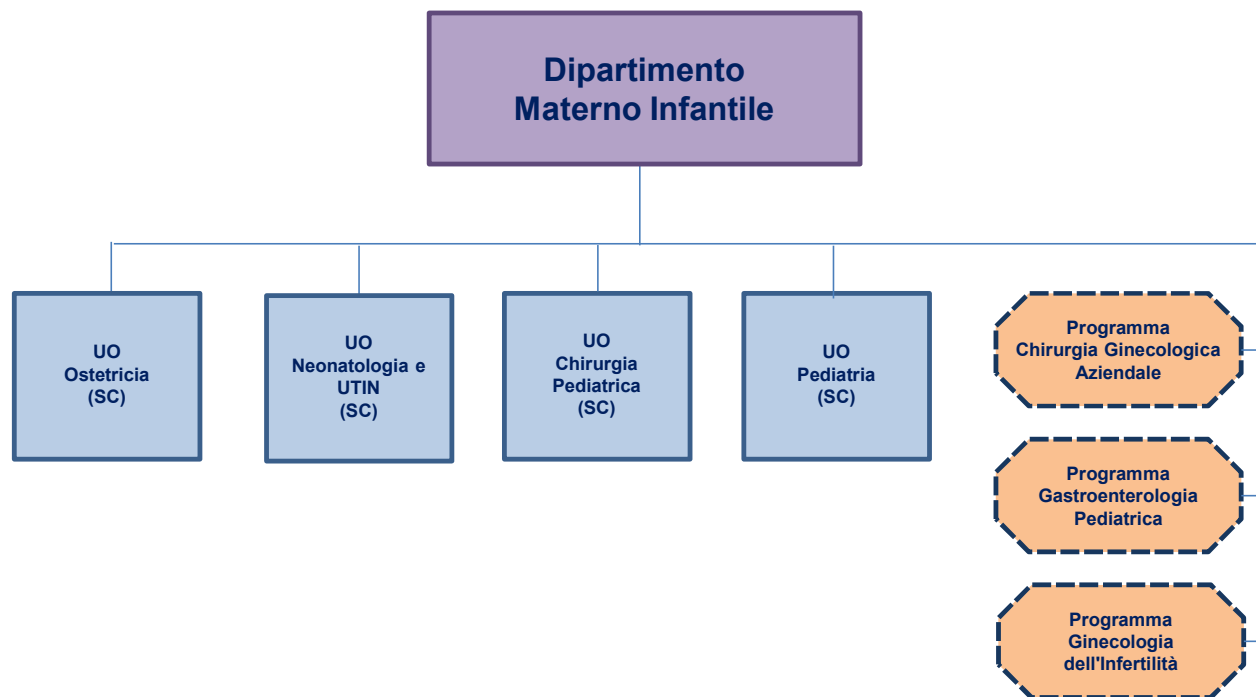 Dipartimento
Materno Infantile
UO
Ostetricia
(SC)
UO
Neonatologia e
UTIN
(SC)
UO
Chirurgia
Pediatrica
(SC)
UO
Pediatria
(SC)
Programma
Chirurgia Ginecologica
Aziendale
Programma
Gastroenterologia
Pediatrica
Programma
Ginecologia
dell'Infertilità